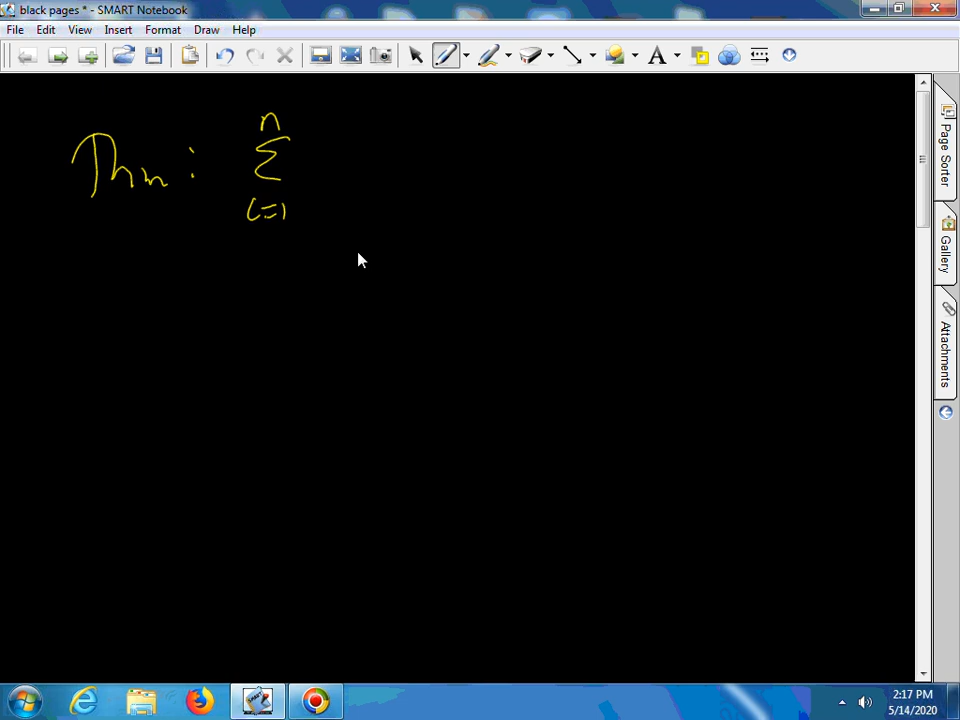 black pages * - SMART Notebook
File Edit View Insert Format Draw Help
Page Sorter
Gallery
Attachments
Thm : n
Σ
i=1
2:17 PM
5/14/2020